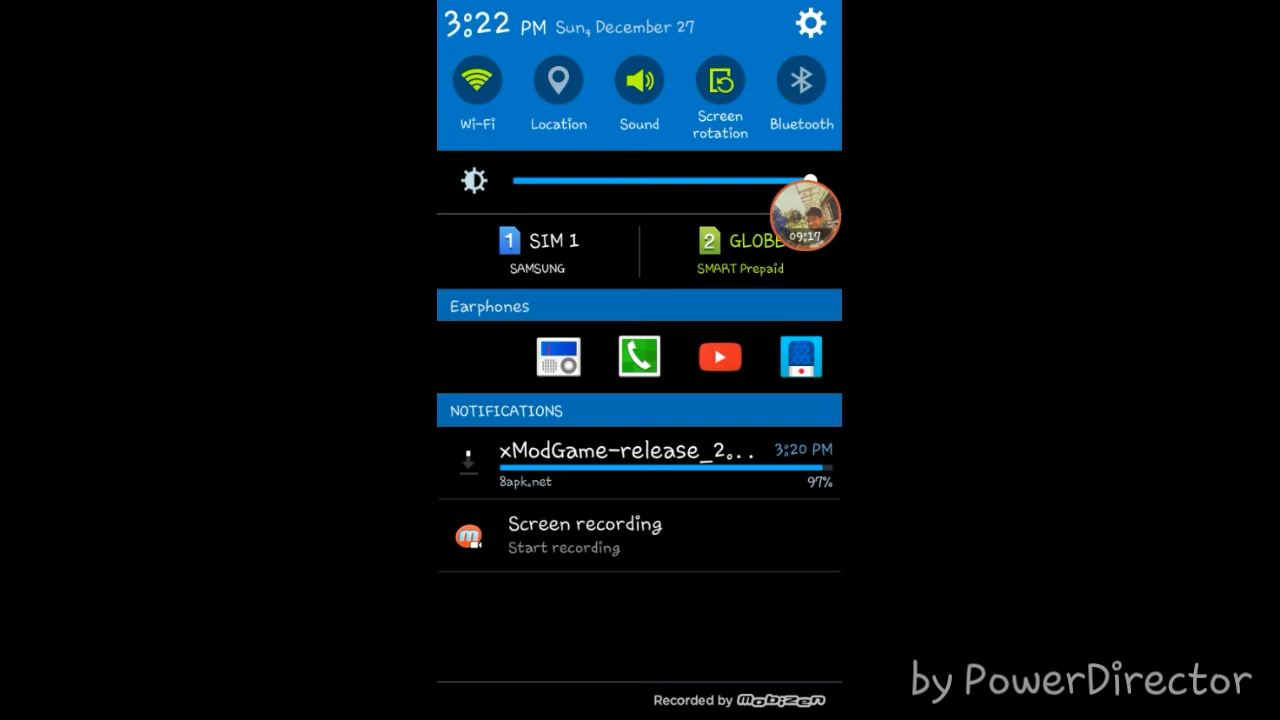 3:22 PM Sun, December 27
Wi-Fi
Location
Sound
Screen
rotation
Bluetooth
09:17
1 SIM 1
SAMSUNG
2 GLOBE
SMART Prepaid
Earphones
NOTIFICATIONS
xModGame-release_2... 3:20 PM
8apk.net 97%
m
Screen recording
Start recording
by PowerDirector
Recorded by mobizen